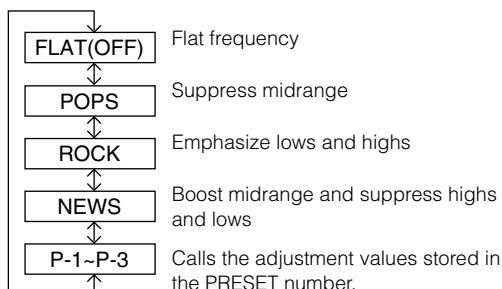 FLAT(OFF) Flat frequency
POPS Suppress midrange
ROCK Emphasize lows and highs
NEWS Boost midrange and suppress highs
and lows
P-1~P-3 Calls the adjustment values stored in
the PRESET number.